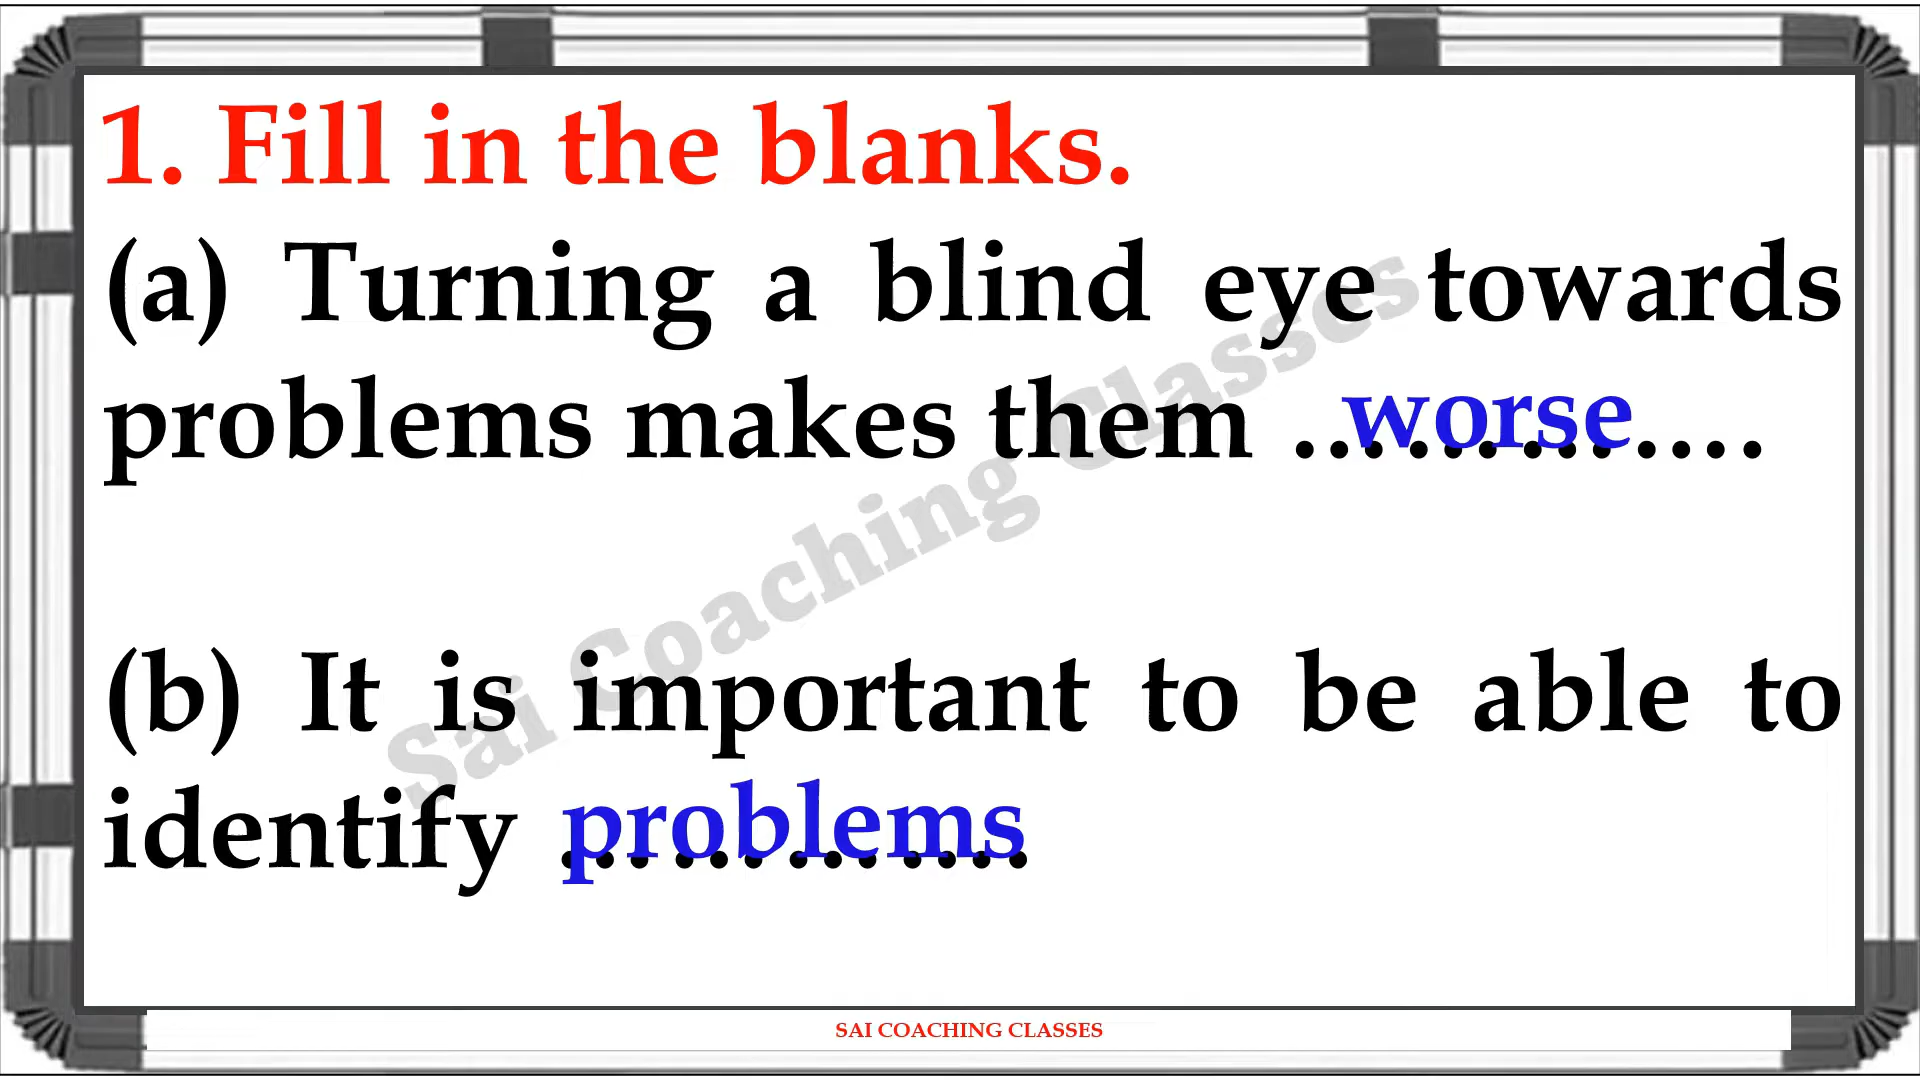 1. Fill in the blanks.
(a) Turning a blind eye towards
problems makes them worse................
(b) It is important to be able to
identify problems.............
Sai Coaching Classes
SAI COACHING CLASSES